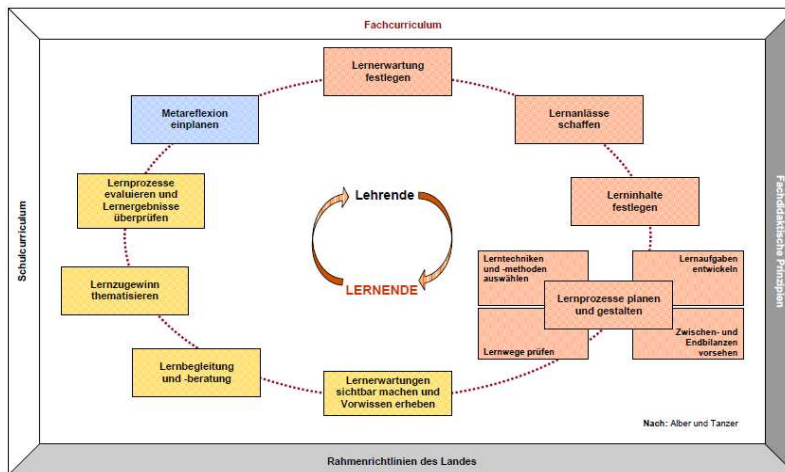 Fachcurriculum
Lernerwartung
festlegen
Metareflexion
einplanen
Lernanlässe
schaffen
Lernprozesse
evaluieren und
Lernergebnisse
überprüfen
Lehrende
Lerninhalte
festlegen
Schulcurriculum
Fachdidaktische Prinzipien
Lernzugewinn
thematisieren
LERNENDE
Lerntechniken
und -methoden
auswählen
Lernaufgaben
entwickeln
Lernprozesse planen
und gestalten
Lernwege prüfen
Zwischen- und
Endbilanzen
vorsehen
Lernbegleitung
und -beratung
Lernerwartungen
sichtbar machen und
Vorwissen erheben
Nach: Alber und Tanzer
Rahmenrichtlinien des Landes